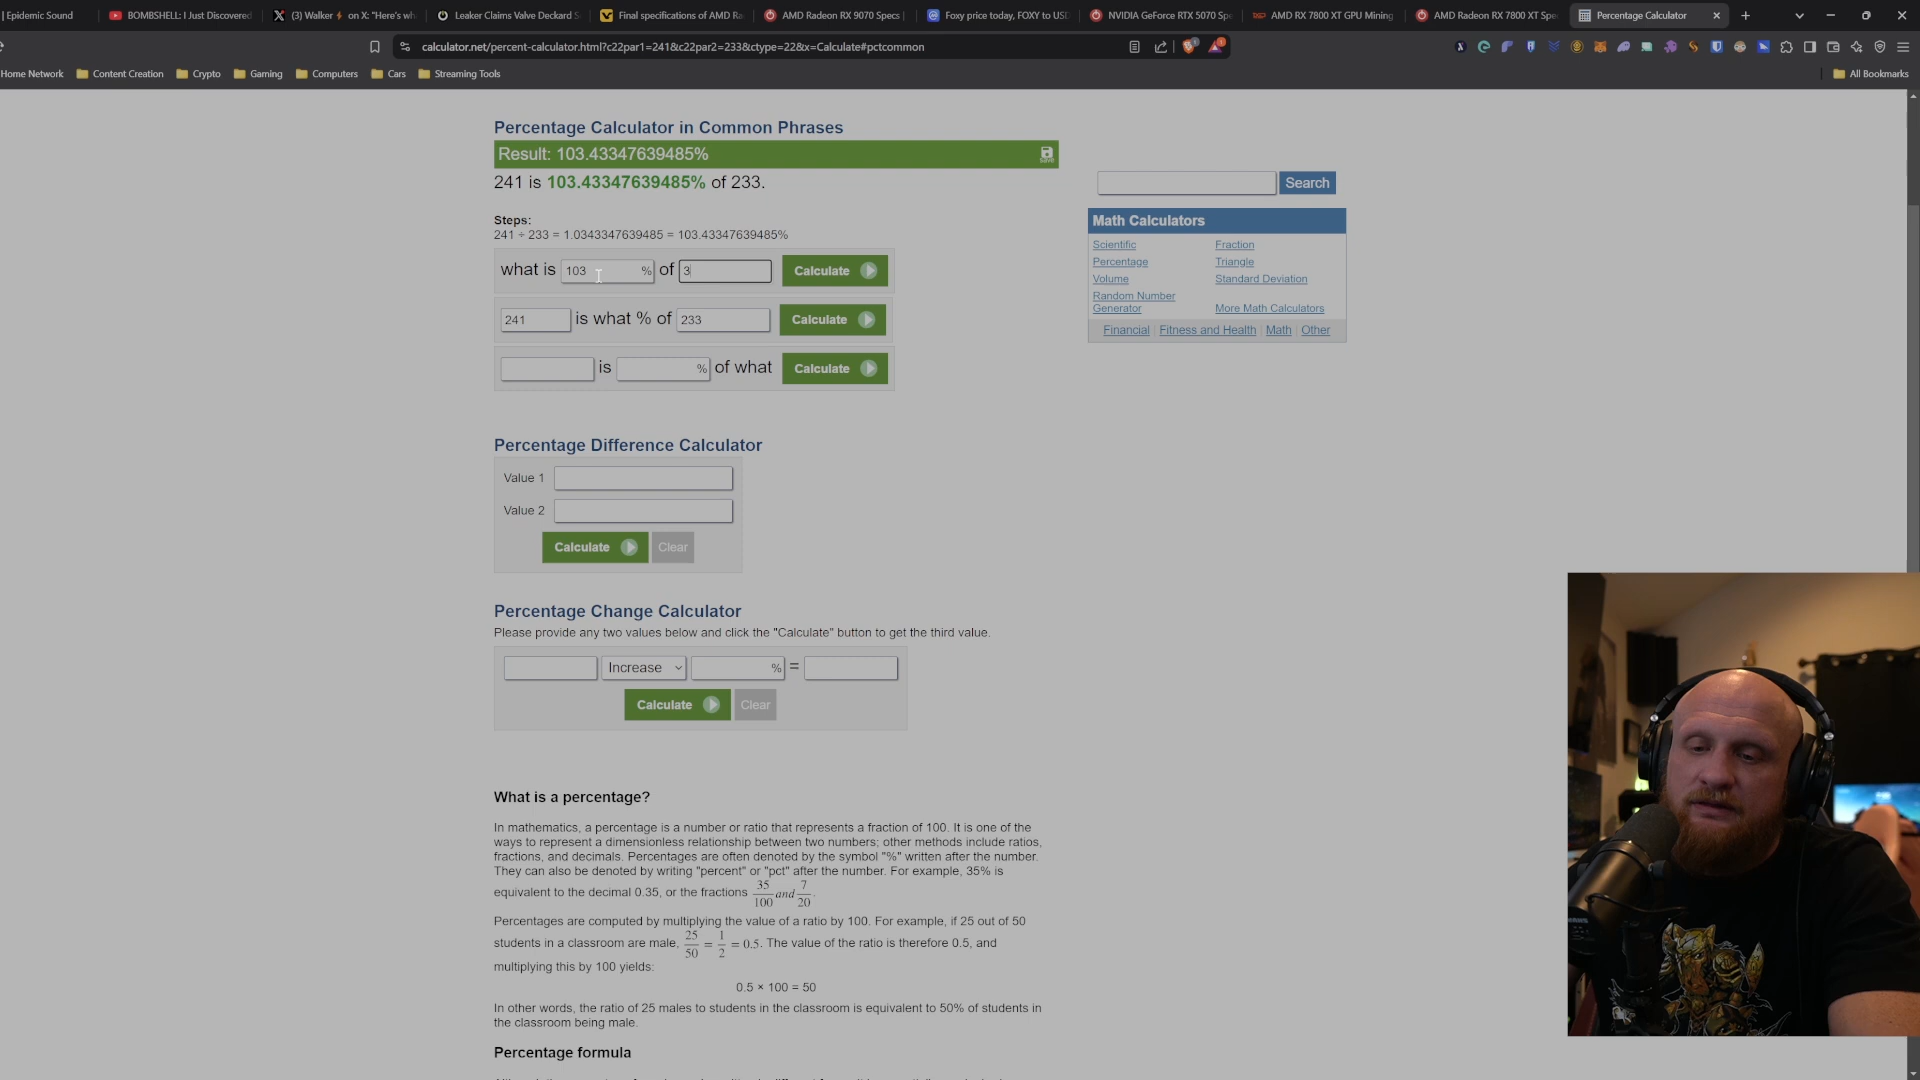 | Epidemic Sound
BOMBSHELL: I Just Discovered
(3) Walker⚡ on X: "Here's wh
Leaker Claims Valve Deckard S
Final specifications of AMD Ra
AMD Radeon RX 9070 Specs |
Foxy price today, FOXY to USD
NVIDIA GeForce RTX 5070 Spe
AMD RX 7800 XT GPU Mining
AMD Radeon RX 7800 XT Spec
Percentage Calculator
calculator.net/percent-calculator.html?c22par1=241&c22par2=233&ctype=22&x=Calculate#pctcommon
Home Network
Content Creation
Crypto
Gaming
Computers
Cars
Streaming Tools
All Bookmarks
Percentage Calculator in Common Phrases
Result: 103.43347639485%
save
241 is 103.43347639485% of 233.
Steps:
241 ÷ 233 = 1.0343347639485 = 103.43347639485%
what is 103 % of 3 Calculate
241 is what % of 233 Calculate
is % of what Calculate
Search
Math Calculators
Scientific Fraction
Percentage Triangle
Volume Standard Deviation
Random Number Generator More Math Calculators
Financial | Fitness and Health | Math | Other
Percentage Difference Calculator
Value 1
Value 2
Calculate Clear
Percentage Change Calculator
Please provide any two values below and click the "Calculate" button to get the third value.
Increase % =
Calculate Clear
What is a percentage?
In mathematics, a percentage is a number or ratio that represents a fraction of 100. It is one of the
ways to represent a dimensionless relationship between two numbers; other methods include ratios,
fractions, and decimals. Percentages are often denoted by the symbol "%" written after the number.
They can also be denoted by writing "percent" or "pct" after the number. For example, 35% is
equivalent to the decimal 0.35, or the fractions 35/100 and 7/20.
Percentages are computed by multiplying the value of a ratio by 100. For example, if 25 out of 50
students in a classroom are male, 25/50 = 1/2 = 0.5. The value of the ratio is therefore 0.5, and
multiplying this by 100 yields:
0.5 × 100 = 50
In other words, the ratio of 25 males to students in the classroom is equivalent to 50% of students in
the classroom being male.
Percentage formula